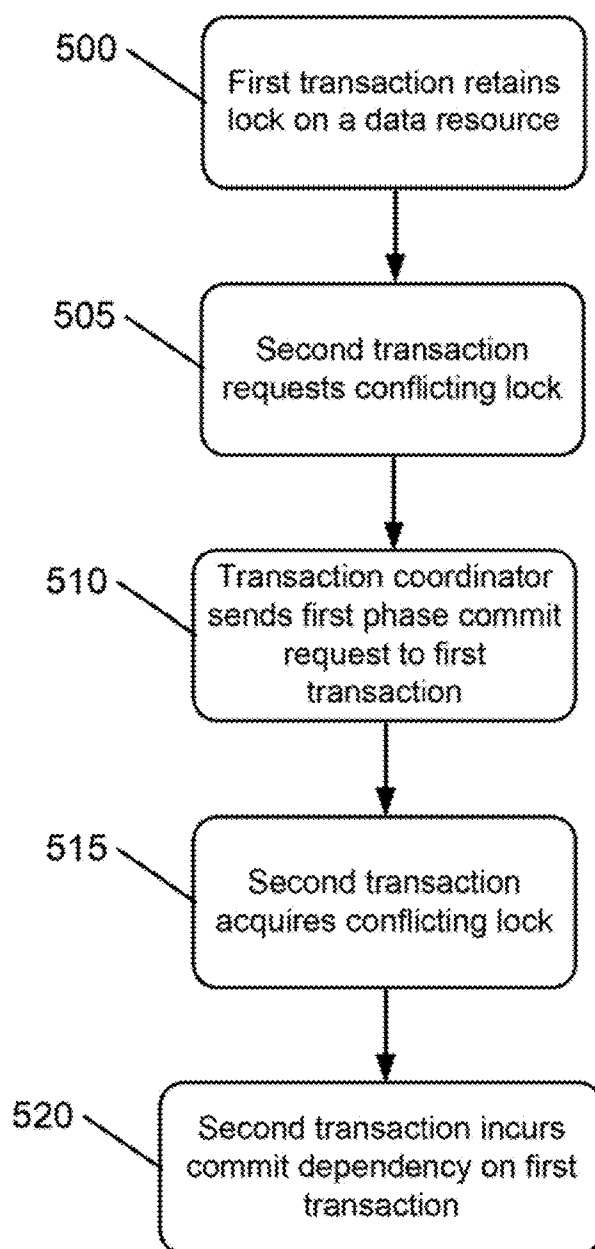 500
First transaction retains
lock on a data resource
505
Second transaction
requests conflicting lock
510
Transaction coordinator
sends first phase commit
request to first
transaction
515
Second transaction
acquires conflicting lock
520
Second transaction incurs
commit dependency on first
transaction